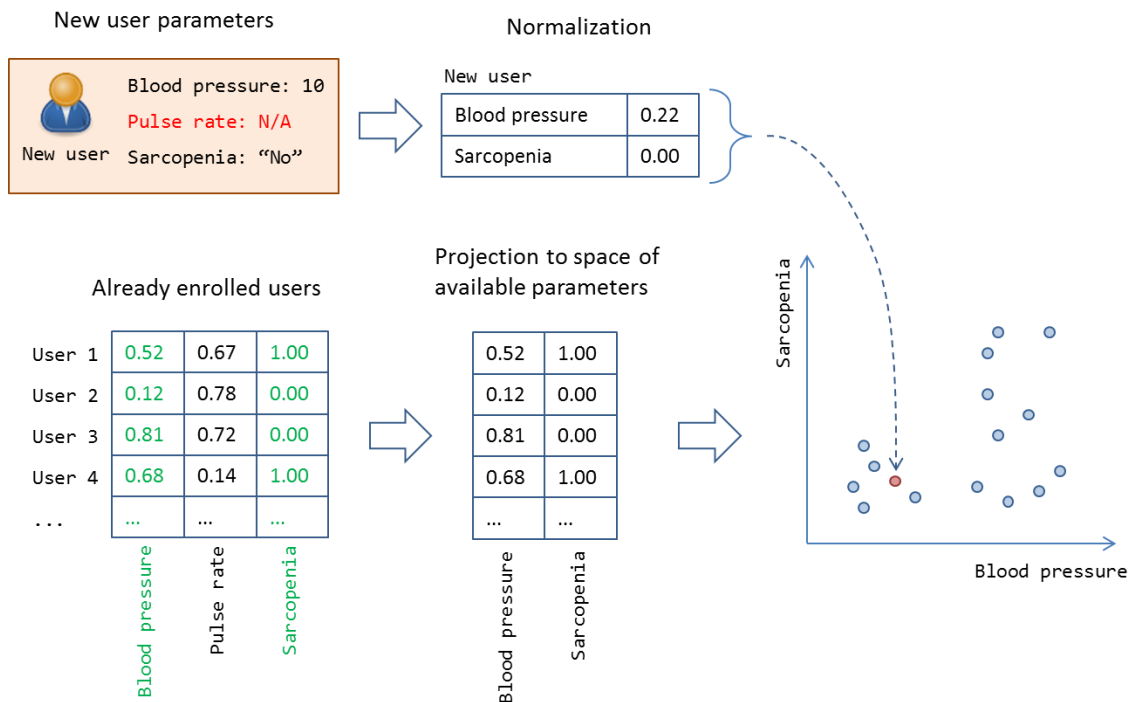 New user parameters
Normalization
New user
Blood pressure: 10
Pulse rate: N/A
Sarcopenia: “No”
New user
Blood pressure 0.22
Sarcopenia 0.00
Already enrolled users
Projection to space of
available parameters
User 1 0.52 0.67 1.00
User 2 0.12 0.78 0.00
User 3 0.81 0.72 0.00
User 4 0.68 0.14 1.00
... ... ... ...
Blood pressure
Pulse rate
Sarcopenia
0.52 1.00
0.12 0.00
0.81 0.00
0.68 1.00
... ...
Blood pressure
Sarcopenia
Sarcopenia
Blood pressure